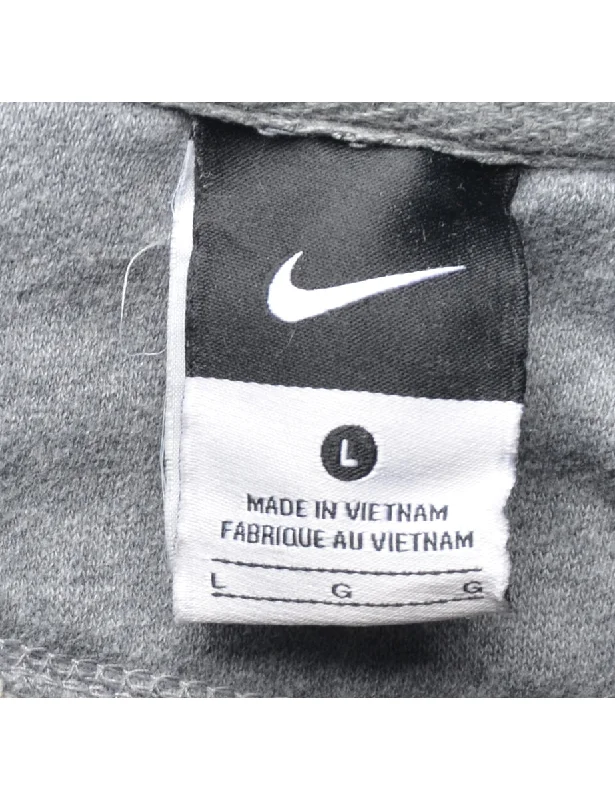 L
MADE IN VIETNAM
FABRIQUE AU VIETNAM
L G G